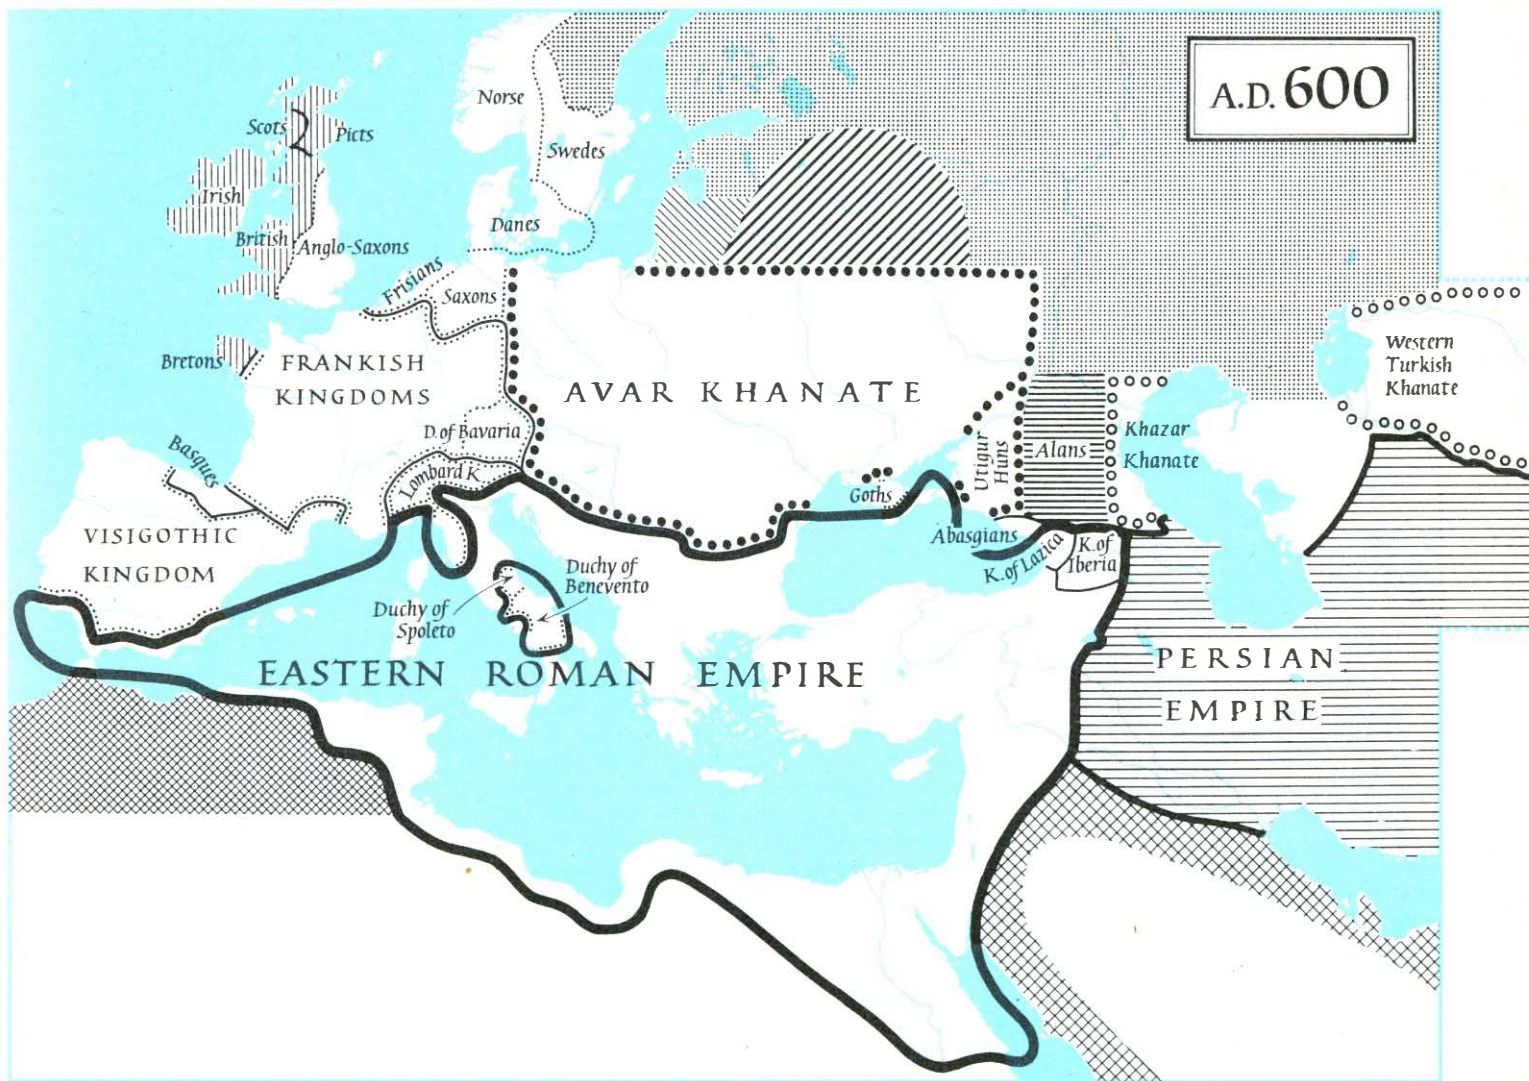 A.D. 600
Norse
Scots
Picts
Swedes
Irish
Danes
British
Anglo-Saxons
Frisians
Saxons
Western
Turkish
Khanate
Bretons
FRANKISH
KINGDOMS
AVAR KHANATE
D. of Bavaria
Khazar
Khanate
Alans
Basques
Lombard K.
Utigur
Huns
Goths
VISIGOTHIC
KINGDOM
Abasgians
K. of Lazica
K. of
Iberia
Duchy of
Benevento
Duchy of
Spoleto
EASTERN ROMAN EMPIRE
PERSIAN
EMPIRE